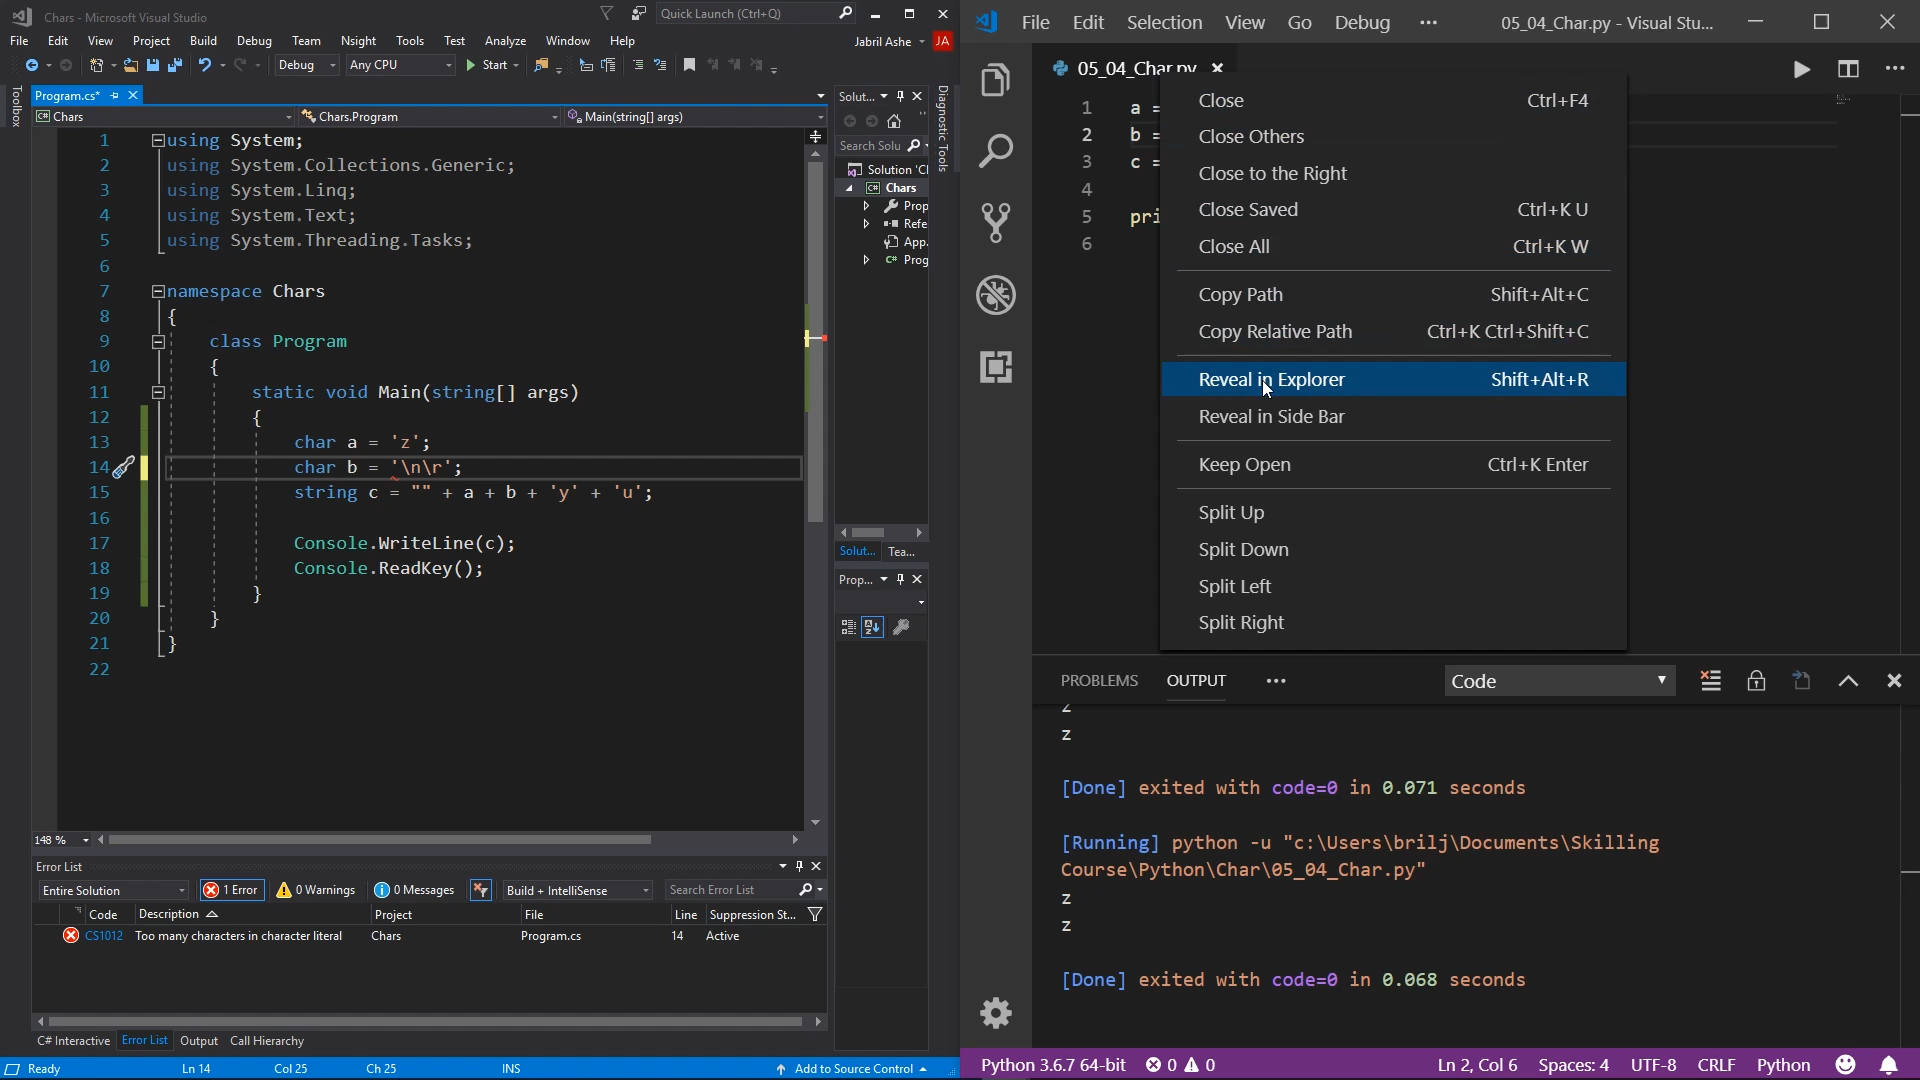 Chars - Microsoft Visual Studio
Quick Launch (Ctrl+Q)
File Edit View Project Build Debug Team Nsight Tools Test Analyze Window Help
Jabril Ashe JA
Debug Any CPU Start
Toolbox
Program.cs*
Chars Chars.Program Main(string[] args)
1 using System;
2 using System.Collections.Generic;
3 using System.Linq;
4 using System.Text;
5 using System.Threading.Tasks;
6
7 namespace Chars
8 {
9 class Program
10 {
11 static void Main(string[] args)
12 {
13 char a = 'z';
14 char b = '\n\r';
15 string c = "" + a + b + 'y' + 'u';
16
17 Console.WriteLine(c);
18 Console.ReadKey();
19 }
20 }
21 }
22
148 %
Solut...
Search Solu
Solution 'Cl
C# Chars
Prop
Refe
App.
C# Prog
Solut... Tea...
Prop...
Diagnostic Tools
Error List
Entire Solution 1 Error 0 Warnings 0 Messages Build + IntelliSense Search Error List
Code Description Project File Line Suppression St...
CS1012 Too many characters in character literal Chars Program.cs 14 Active
C# Interactive Error List Output Call Hierarchy
Ready Ln 14 Col 25 Ch 25 INS Add to Source Control
File Edit Selection View Go Debug ··· 05_04_Char.py - Visual Stu...
05_04_Char.py
1 a =
2 b =
3 c =
4
5 pri
6
Close Ctrl+F4
Close Others
Close to the Right
Close Saved Ctrl+K U
Close All Ctrl+K W
Copy Path Shift+Alt+C
Copy Relative Path Ctrl+K Ctrl+Shift+C
Reveal in Explorer Shift+Alt+R
Reveal in Side Bar
Keep Open Ctrl+K Enter
Split Up
Split Down
Split Left
Split Right
PROBLEMS OUTPUT ··· Code
z
z
[Done] exited with code=0 in 0.071 seconds
[Running] python -u "c:\Users\brilj\Documents\Skilling
Course\Python\Char\05_04_Char.py"
z
z
[Done] exited with code=0 in 0.068 seconds
Python 3.6.7 64-bit 0 0 Ln 2, Col 6 Spaces: 4 UTF-8 CRLF Python